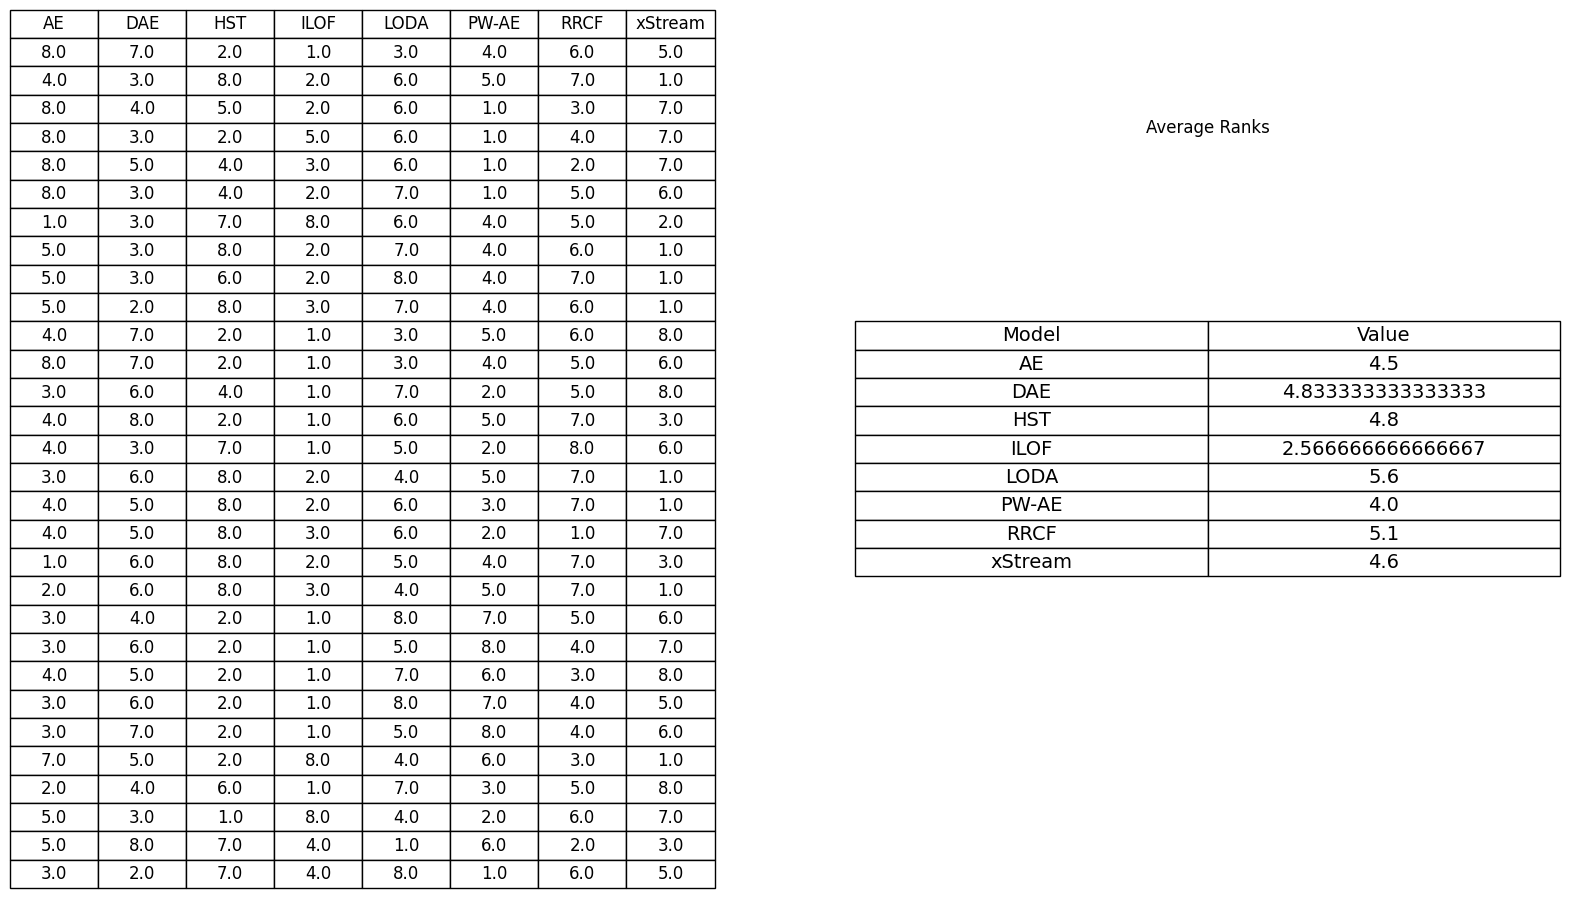 AE DAE HST ILOF LODA PW-AE RRCF xStream
8.0 7.0 2.0 1.0 3.0 4.0 6.0 5.0
4.0 3.0 8.0 2.0 6.0 5.0 7.0 1.0
8.0 4.0 5.0 2.0 6.0 1.0 3.0 7.0
8.0 3.0 2.0 5.0 6.0 1.0 4.0 7.0
8.0 5.0 4.0 3.0 6.0 1.0 2.0 7.0
8.0 3.0 4.0 2.0 7.0 1.0 5.0 6.0
1.0 3.0 7.0 8.0 6.0 4.0 5.0 2.0
5.0 3.0 8.0 2.0 7.0 4.0 6.0 1.0
5.0 3.0 6.0 2.0 8.0 4.0 7.0 1.0
5.0 2.0 8.0 3.0 7.0 4.0 6.0 1.0
4.0 7.0 2.0 1.0 3.0 5.0 6.0 8.0
8.0 7.0 2.0 1.0 3.0 4.0 5.0 6.0
3.0 6.0 4.0 1.0 7.0 2.0 5.0 8.0
4.0 8.0 2.0 1.0 6.0 5.0 7.0 3.0
4.0 3.0 7.0 1.0 5.0 2.0 8.0 6.0
3.0 6.0 8.0 2.0 4.0 5.0 7.0 1.0
4.0 5.0 8.0 2.0 6.0 3.0 7.0 1.0
4.0 5.0 8.0 3.0 6.0 2.0 1.0 7.0
1.0 6.0 8.0 2.0 5.0 4.0 7.0 3.0
2.0 6.0 8.0 3.0 4.0 5.0 7.0 1.0
3.0 4.0 2.0 1.0 8.0 7.0 5.0 6.0
3.0 6.0 2.0 1.0 5.0 8.0 4.0 7.0
4.0 5.0 2.0 1.0 7.0 6.0 3.0 8.0
3.0 6.0 2.0 1.0 8.0 7.0 4.0 5.0
3.0 7.0 2.0 1.0 5.0 8.0 4.0 6.0
7.0 5.0 2.0 8.0 4.0 6.0 3.0 1.0
2.0 4.0 6.0 1.0 7.0 3.0 5.0 8.0
5.0 3.0 1.0 8.0 4.0 2.0 6.0 7.0
5.0 8.0 7.0 4.0 1.0 6.0 2.0 3.0
3.0 2.0 7.0 4.0 8.0 1.0 6.0 5.0
Average Ranks
Model Value
AE 4.5
DAE 4.833333333333333
HST 4.8
ILOF 2.566666666666667
LODA 5.6
PW-AE 4.0
RRCF 5.1
xStream 4.6